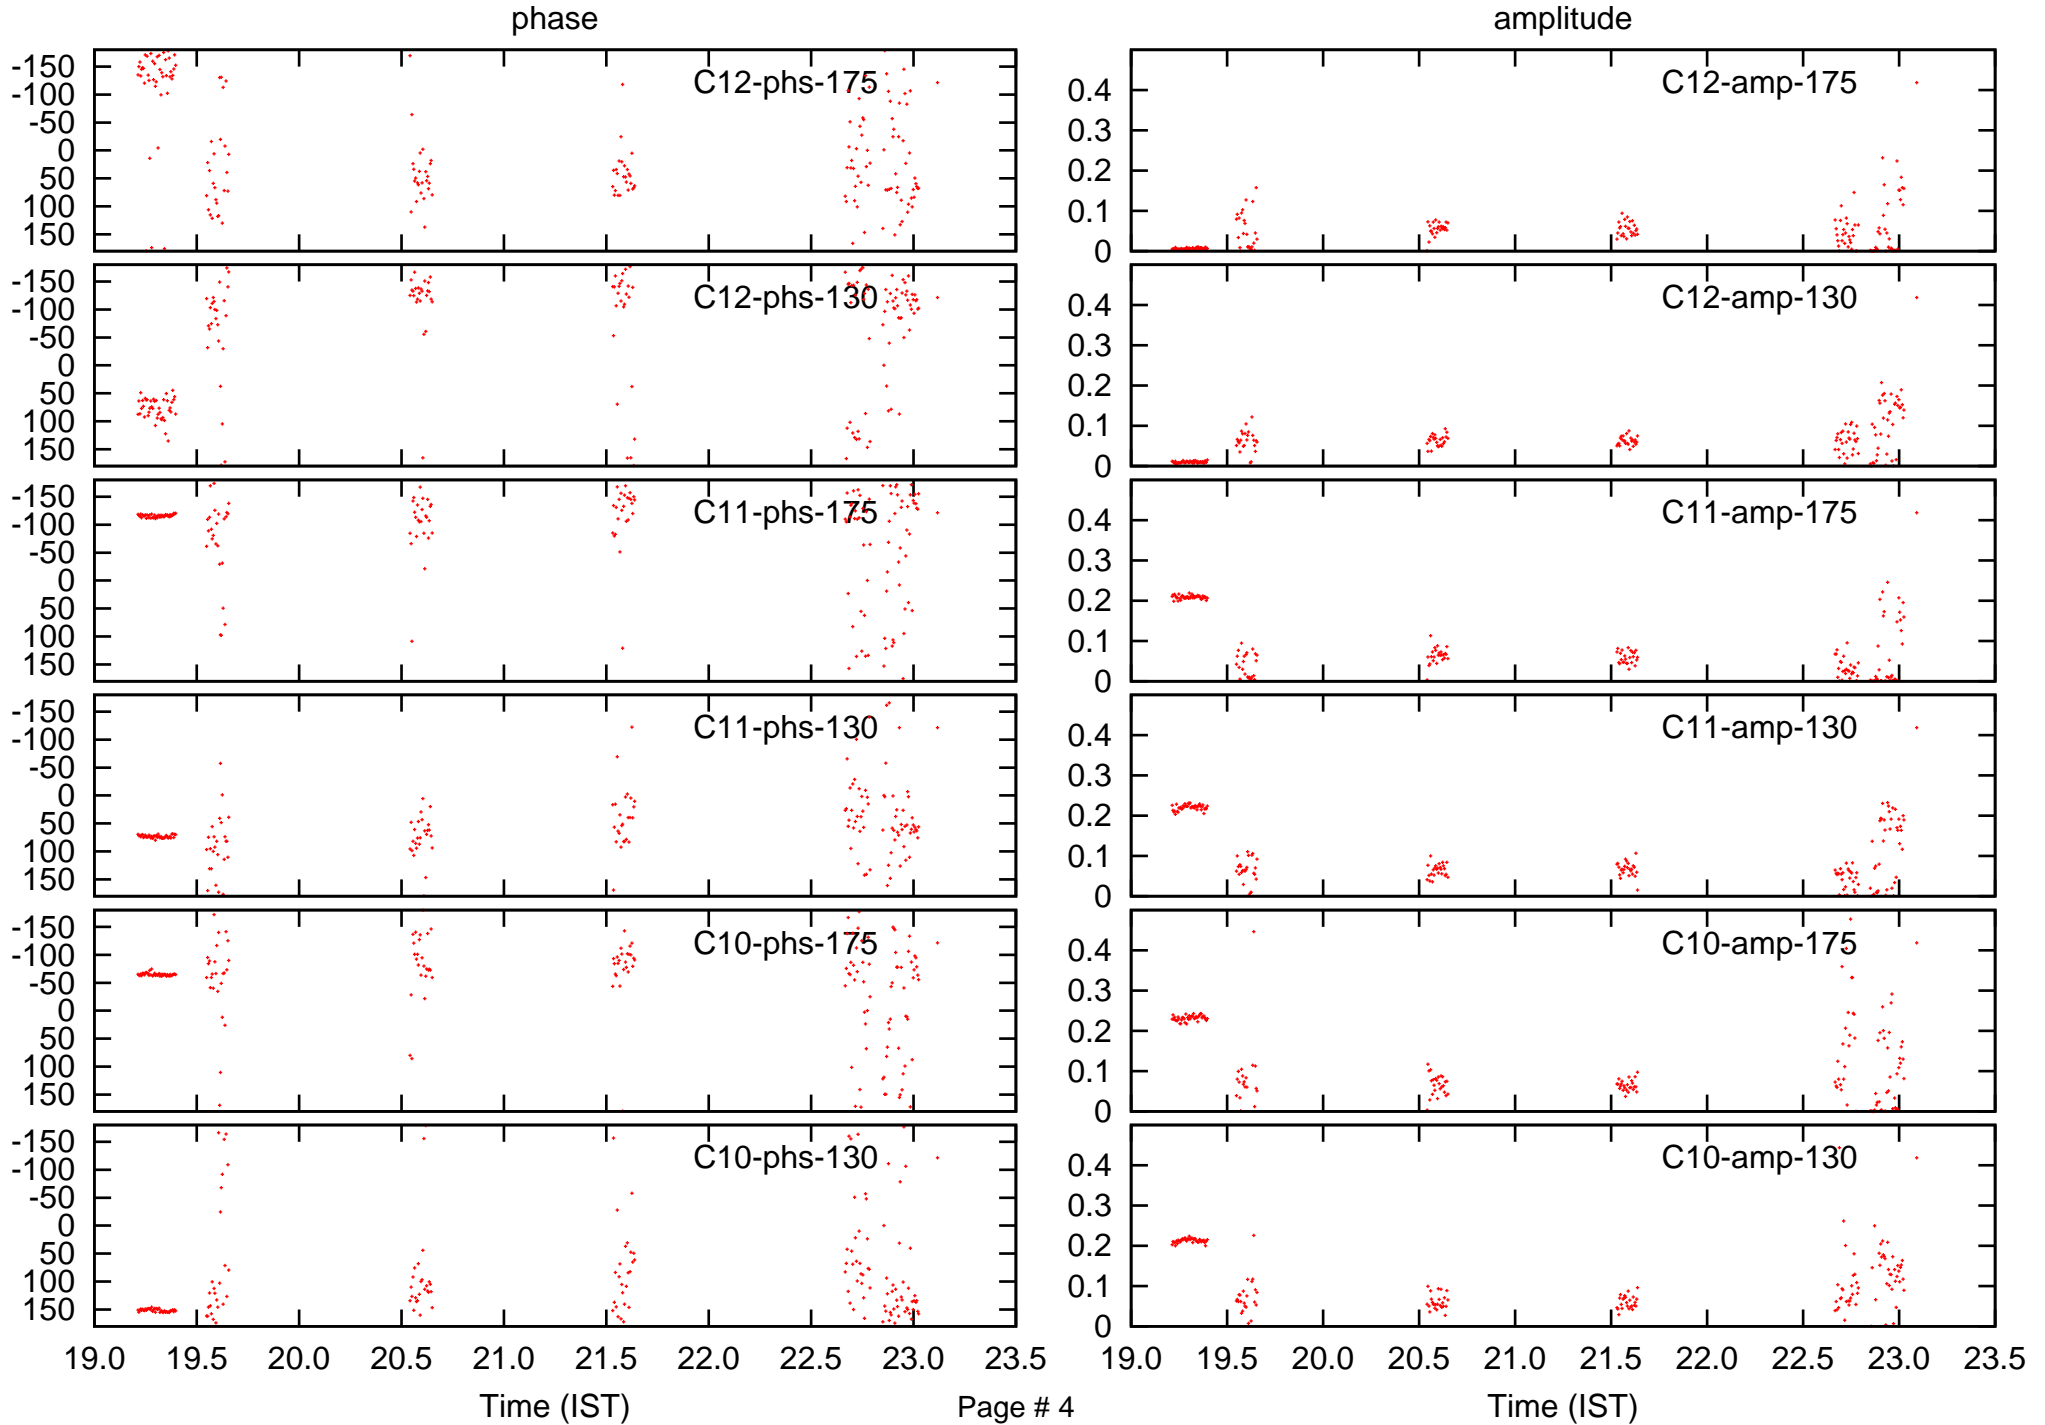 phase amplitude
-150 -100 -50 0 50 100 150 C12-phs-175
0.4 0.3 0.2 0.1 0 C12-amp-175
-150 -100 -50 0 50 100 150 C12-phs-130
0.4 0.3 0.2 0.1 0 C12-amp-130
-150 -100 -50 0 50 100 150 C11-phs-175
0.4 0.3 0.2 0.1 0 C11-amp-175
-150 -100 -50 0 50 100 150 C11-phs-130
0.4 0.3 0.2 0.1 0 C11-amp-130
-150 -100 -50 0 50 100 150 C10-phs-175
0.4 0.3 0.2 0.1 0 C10-amp-175
-150 -100 -50 0 50 100 150 C10-phs-130
0.4 0.3 0.2 0.1 0 C10-amp-130
19.0 19.5 20.0 20.5 21.0 21.5 22.0 22.5 23.0 23.5
19.0 19.5 20.0 20.5 21.0 21.5 22.0 22.5 23.0 23.5
Time (IST) Page # 4 Time (IST)